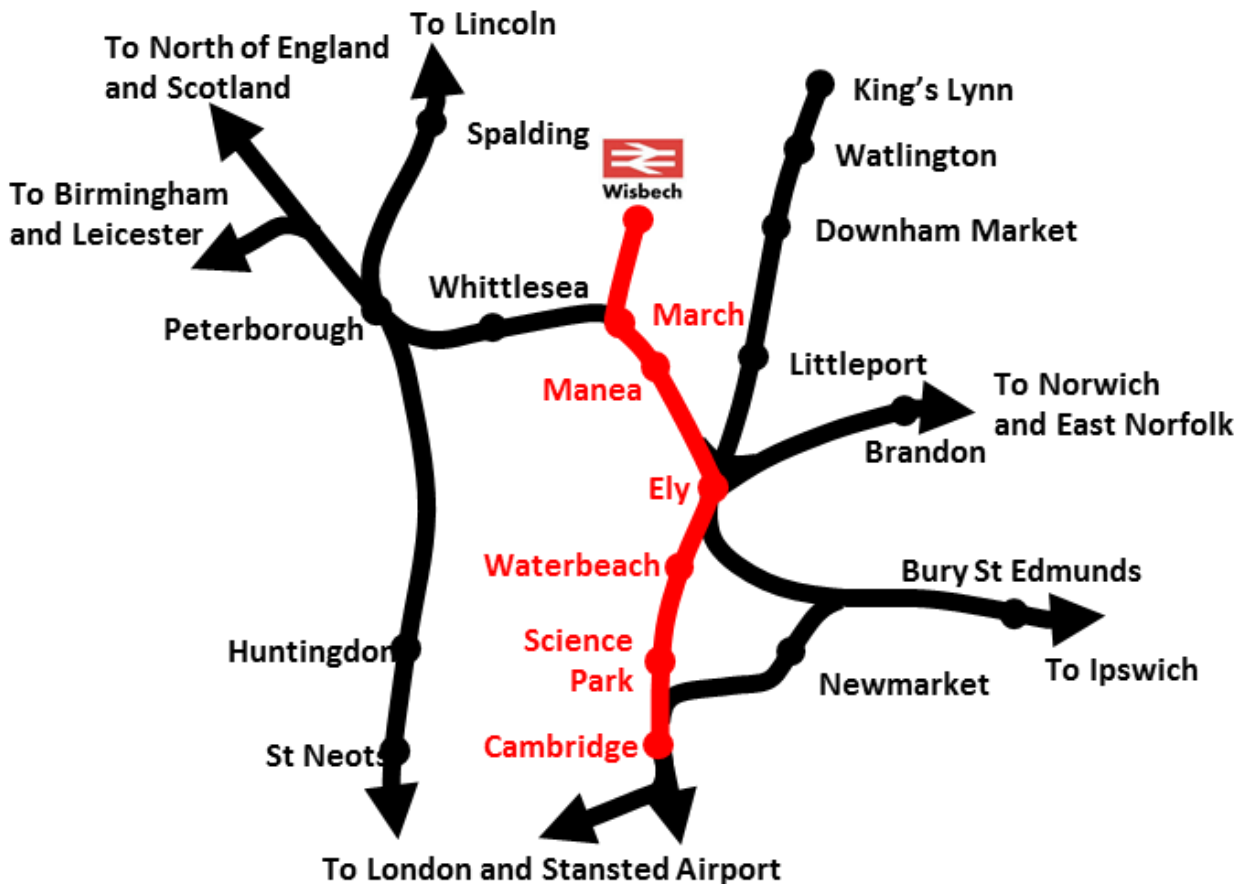 To Lincoln
To North of England
and Scotland
King's Lynn
Spalding
Watlington
Wisbech
To Birmingham
and Leicester
Downham Market
Whittlesea
March
Peterborough
Littleport
Manea
To Norwich
and East Norfolk
Brandon
Ely
Waterbeach
Bury St Edmunds
Science
Park
Huntingdon
To Ipswich
Newmarket
Cambridge
St Neots
To London and Stansted Airport